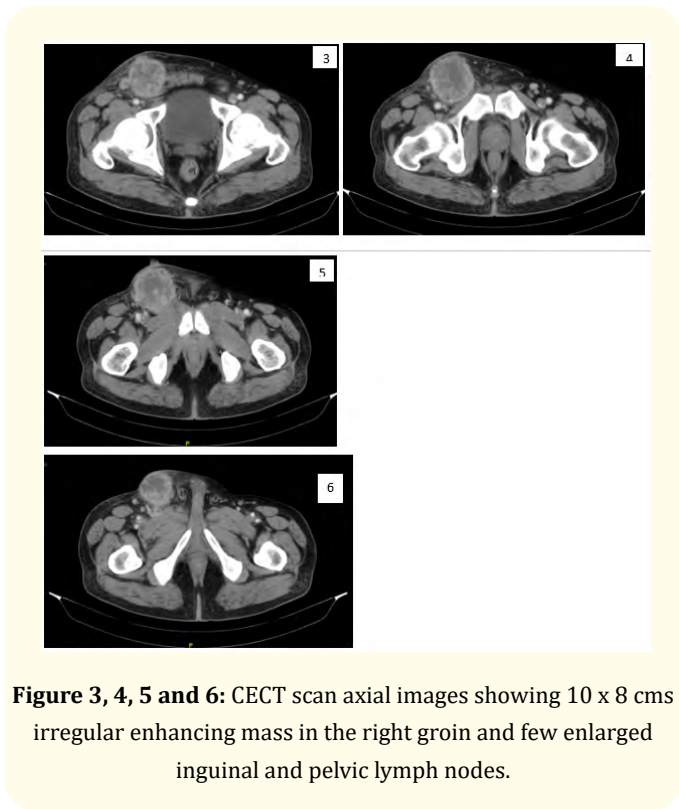 3
4
5
6
Figure 3, 4, 5 and 6: CECT scan axial images showing 10 x 8 cms
irregular enhancing mass in the right groin and few enlarged
inguinal and pelvic lymph nodes.